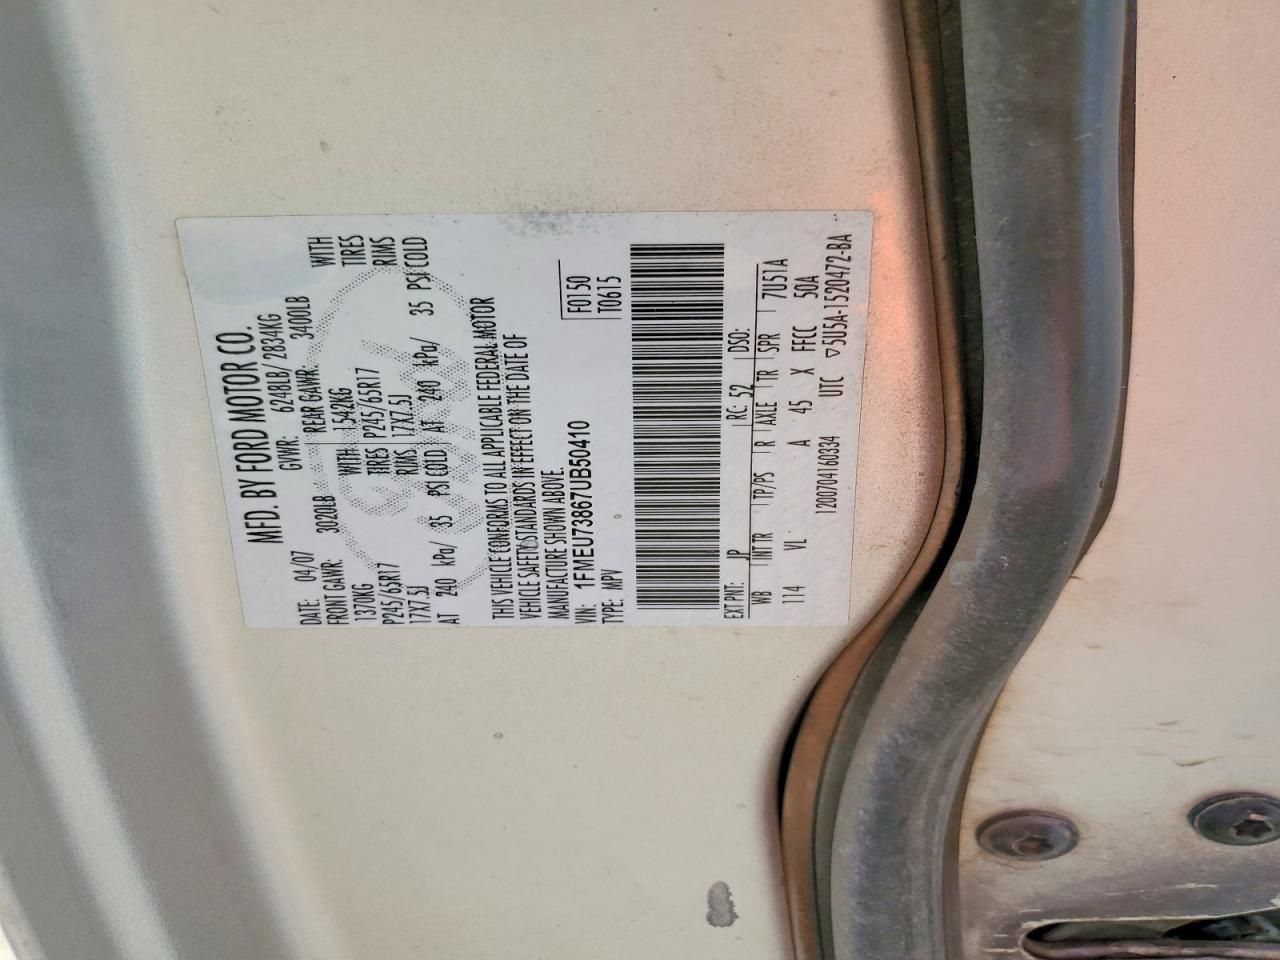 MFD. BY FORD MOTOR CO.
DATE: 04/07 GVWR: 6248LB/ 2834KG
FRONT GAWR: 3020LB REAR GAWR: 3400LB
1370KG WITH 1542KG WITH
P245/65R17 TIRES P245/65R17 TIRES
17X7.5J RIMS 17X7.5J RIMS
AT 240 kPa/ 35 PSI COLD AT 240 kPa/ 35 PSI COLD
THIS VEHICLE CONFORMS TO ALL APPLICABLE FEDERAL MOTOR
VEHICLE SAFETY STANDARDS IN EFFECT ON THE DATE OF
MANUFACTURE SHOWN ABOVE.
VIN: 1FMEU73867UB50410 F0150
TYPE: MPV T0615
EXT PNT: JP RC: 52 DSO:
WB INT TR TP/PS R AXLE TR SPR 7U51A
114 VL A 45 X FFCC 50A
1200704160334 UTC ▽5U5A-1520472-BA